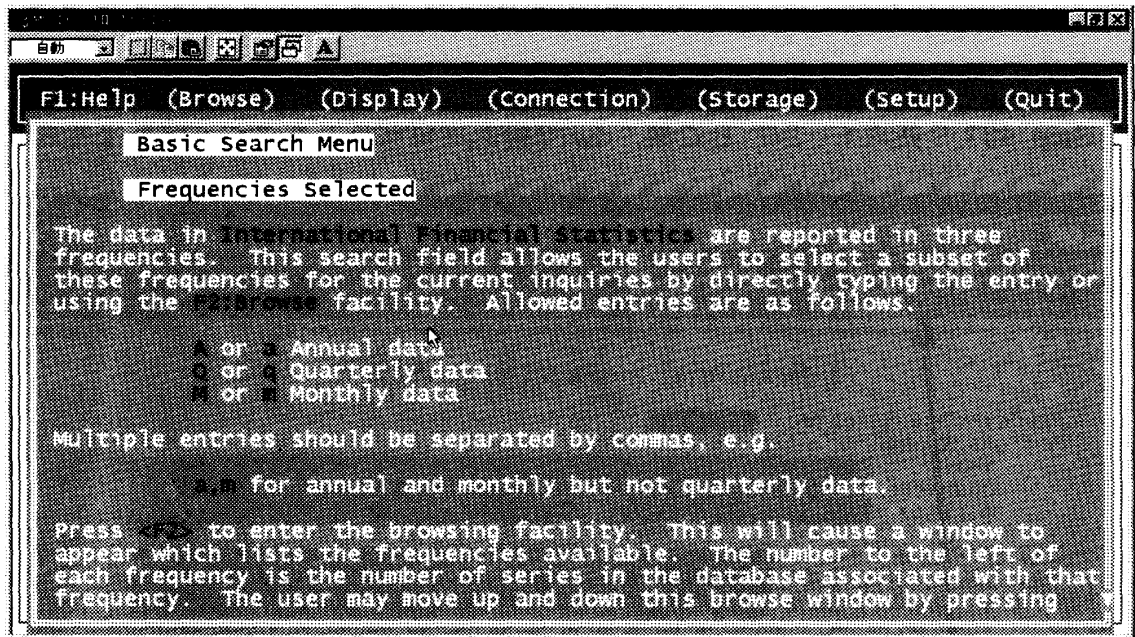 自動
A
F1:Help (Browse) (Display) (Connection) (Storage) (Setup) (Quit)
Basic Search Menu
Frequencies Selected
The data in International Financial Statistics are reported in three
frequencies. This search field allows the users to select a subset of
these frequencies for the current inquiries by directly typing the entry or
using the F2:Browse facility. Allowed entries are as follows.
A or a Annual data
Q or q Quarterly data
M or m Monthly data
Multiple entries should be separated by commas, e.g.
a,m for annual and monthly but not quarterly data.
Press <F2> to enter the browsing facility. This will cause a window to
appear which lists the frequencies available. The number to the left of
each frequency is the number of series in the database associated with that
frequency. The user may move up and down this browse window by pressing